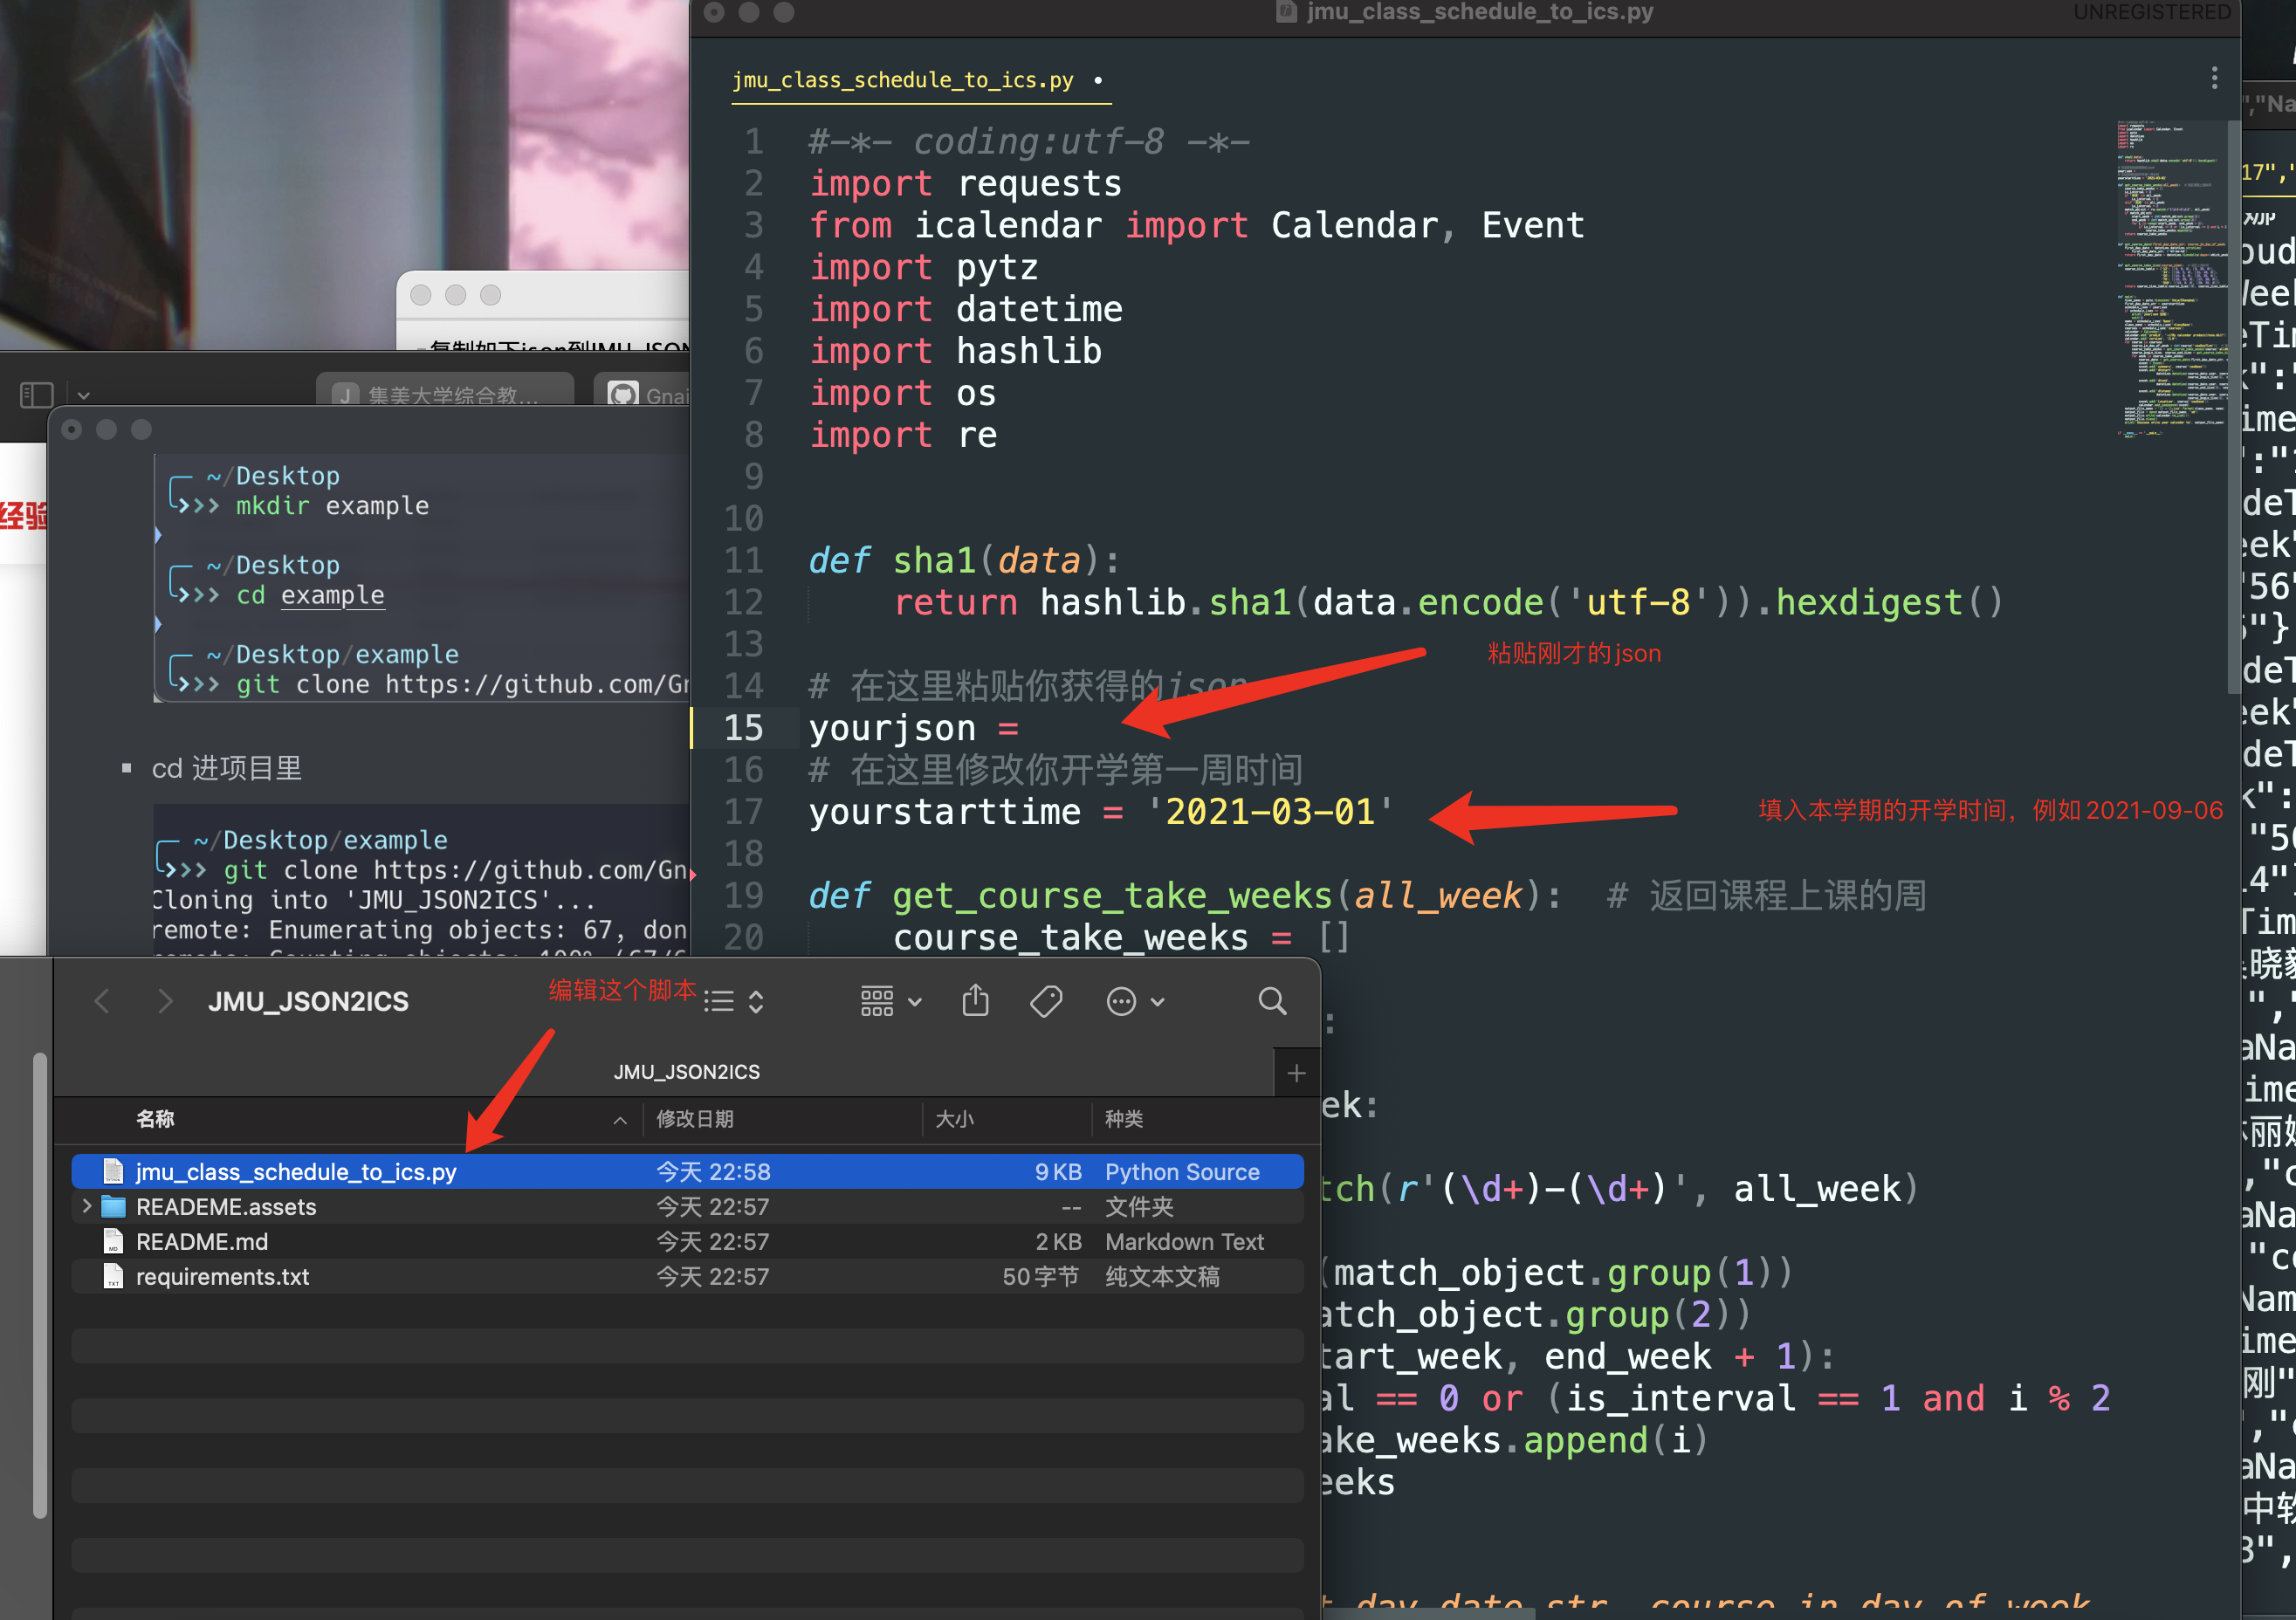 jmu_class_schedule_to_ics.py
UNREGISTERED
jmu_class_schedule_to_ics.py •
1 #-*- coding:utf-8 -*-
2 import requests
3 from icalendar import Calendar, Event
4 import pytz
5 import datetime
6 import hashlib
7 import os
8 import re
9
10
11 def sha1(data):
12 return hashlib.sha1(data.encode('utf-8')).hexdigest()
13
粘贴刚才的json
14 # 在这里粘贴你获得的json
15 yourjson =
16 # 在这里修改你开学第一周时间
17 yourstarttime = '2021-03-01'
填入本学期的开学时间，例如2021-09-06
18
19 def get_course_take_weeks(all_week): # 返回课程上课的周
20 course_take_weeks = []
:
ek:
tch(r'(\d+)-(\d+)', all_week)
(match_object.group(1))
atch_object.group(2))
tart_week, end_week + 1):
al == 0 or (is_interval == 1 and i % 2
ake_weeks.append(i)
eeks
t_day_date_str, course_in_day_of_week
复制如下json到JMU_JSON
J 集美大学综合教...
Gnai
经验
~/Desktop
>>> mkdir example
~/Desktop
>>> cd example
~/Desktop/example
>>> git clone https://github.com/Gn
▪ cd 进项目里
~/Desktop/example
>>> git clone https://github.com/Gn
Cloning into 'JMU_JSON2ICS'...
remote: Enumerating objects: 67, don
JMU_JSON2ICS
编辑这个脚本
JMU_JSON2ICS
名称 修改日期 大小 种类
jmu_class_schedule_to_ics.py 今天 22:58 9 KB Python Source
READEME.assets 今天 22:57 -- 文件夹
README.md 今天 22:57 2 KB Markdown Text
requirements.txt 今天 22:57 50 字节 纯文本文稿